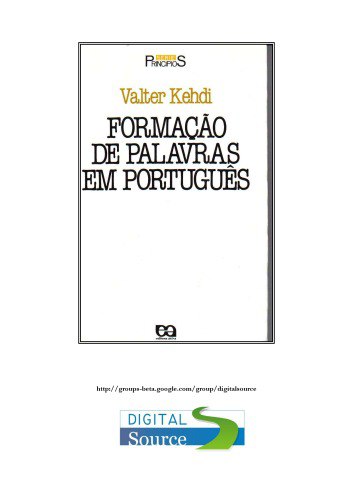 SÉRIE
PRINCÍPIOS
Valter Kehdi
FORMAÇÃO
DE PALAVRAS
EM PORTUGUÊS
editora ática
http://groups-beta.google.com/group/digitalsource
DIGITAL
Source